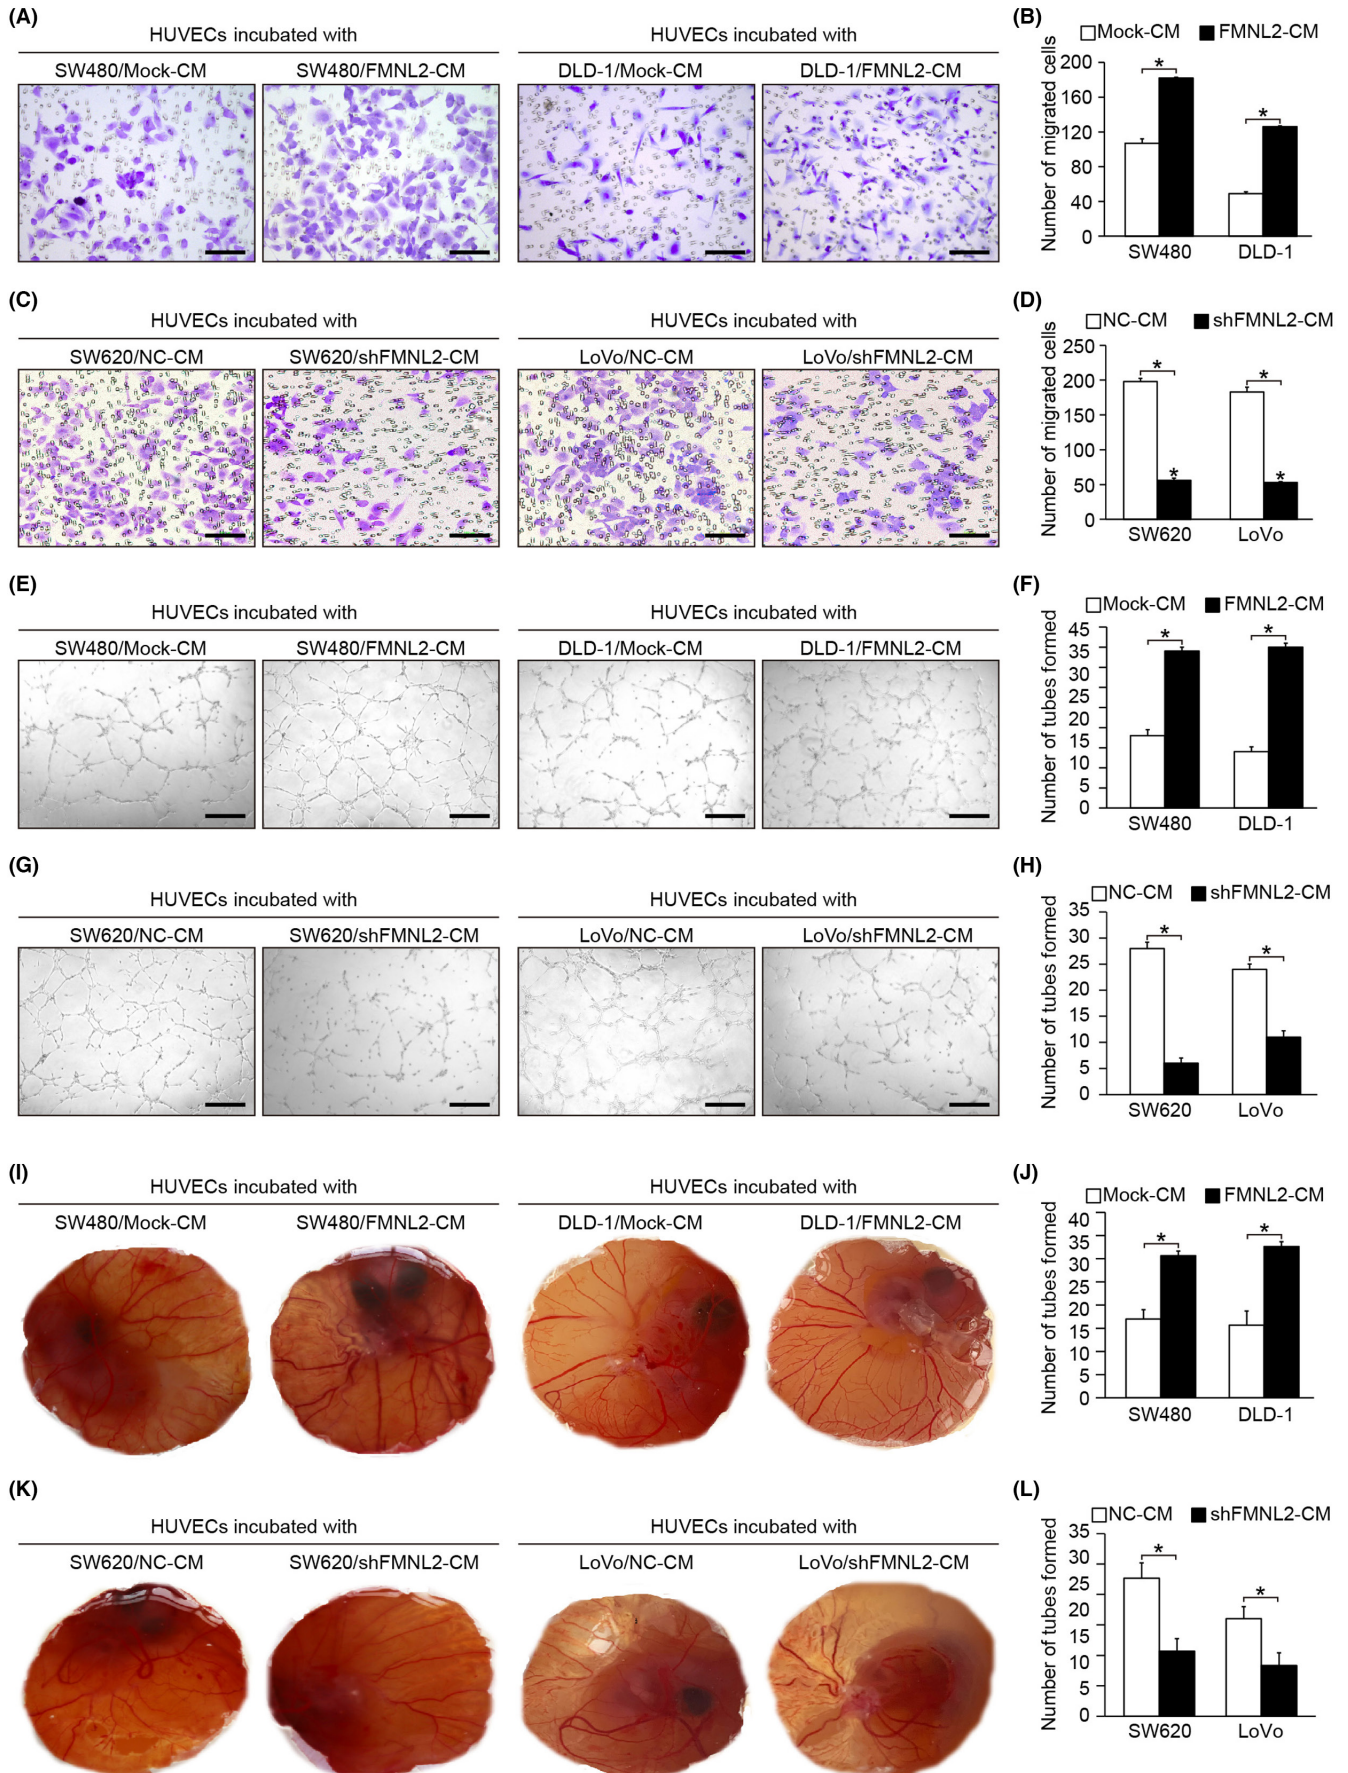 (A)
HUVECs incubated with
HUVECs incubated with
SW480/Mock-CM
SW480/FMNL2-CM
DLD-1/Mock-CM
DLD-1/FMNL2-CM
(B)
Mock-CM
FMNL2-CM
Number of migrated cells
200
160
120
80
40
0
*
*
SW480
DLD-1
(C)
HUVECs incubated with
HUVECs incubated with
SW620/NC-CM
SW620/shFMNL2-CM
LoVo/NC-CM
LoVo/shFMNL2-CM
(D)
NC-CM
shFMNL2-CM
Number of migrated cells
250
200
150
100
50
0
*
*
*
*
SW620
LoVo
(E)
HUVECs incubated with
HUVECs incubated with
SW480/Mock-CM
SW480/FMNL2-CM
DLD-1/Mock-CM
DLD-1/FMNL2-CM
(F)
Mock-CM
FMNL2-CM
Number of tubes formed
45
35
25
20
15
10
5
0
*
*
SW480
DLD-1
(G)
HUVECs incubated with
HUVECs incubated with
SW620/NC-CM
SW620/shFMNL2-CM
LoVo/NC-CM
LoVo/shFMNL2-CM
(H)
NC-CM
shFMNL2-CM
Number of tubes formed
35
30
25
20
15
10
5
0
*
*
SW620
LoVo
(I)
HUVECs incubated with
HUVECs incubated with
SW480/Mock-CM
SW480/FMNL2-CM
DLD-1/Mock-CM
DLD-1/FMNL2-CM
(J)
Mock-CM
FMNL2-CM
Number of tubes formed
40
35
30
25
20
15
10
5
0
*
*
SW480
DLD-1
(K)
HUVECs incubated with
HUVECs incubated with
SW620/NC-CM
SW620/shFMNL2-CM
LoVo/NC-CM
LoVo/shFMNL2-CM
(L)
NC-CM
shFMNL2-CM
Number of tubes formed
35
30
25
20
15
10
5
0
*
*
SW620
LoVo